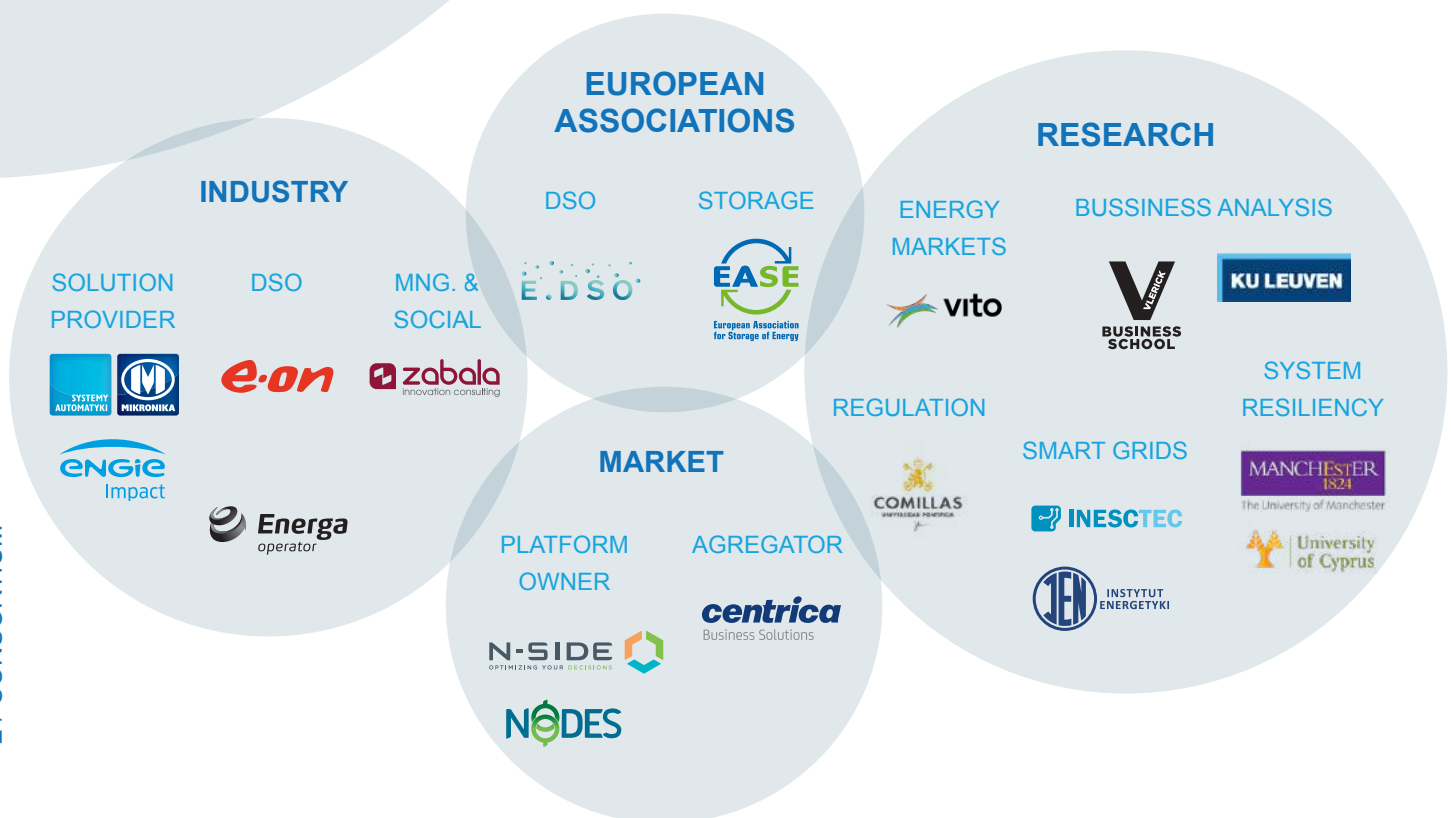 EUROPEAN
ASSOCIATIONS
DSO
STORAGE
E.DSO
EASE
European Association
for Storage of Energy
INDUSTRY
SOLUTION
PROVIDER
SYSTEMY
AUTOMATYKI
MIKRONIKA
eNGie
Impact
DSO
e·on
Energa
operator
MNG. &
SOCIAL
zabala
innovation consulting
MARKET
PLATFORM
OWNER
N-SIDE
OPTIMIZING YOUR DECISIONS
NODES
AGREGATOR
centrica
Business Solutions
RESEARCH
ENERGY
MARKETS
vito
BUSSINESS ANALYSIS
VLERICK
BUSINESS
SCHOOL
KU LEUVEN
REGULATION
COMILLAS
UNIVERSIDAD PONTIFICIA
SMART GRIDS
INESCTEC
IEN
INSTYTUT
ENERGETYKI
SYSTEM
RESILIENCY
MANCHESTER
1824
The University of Manchester
University
of Cyprus